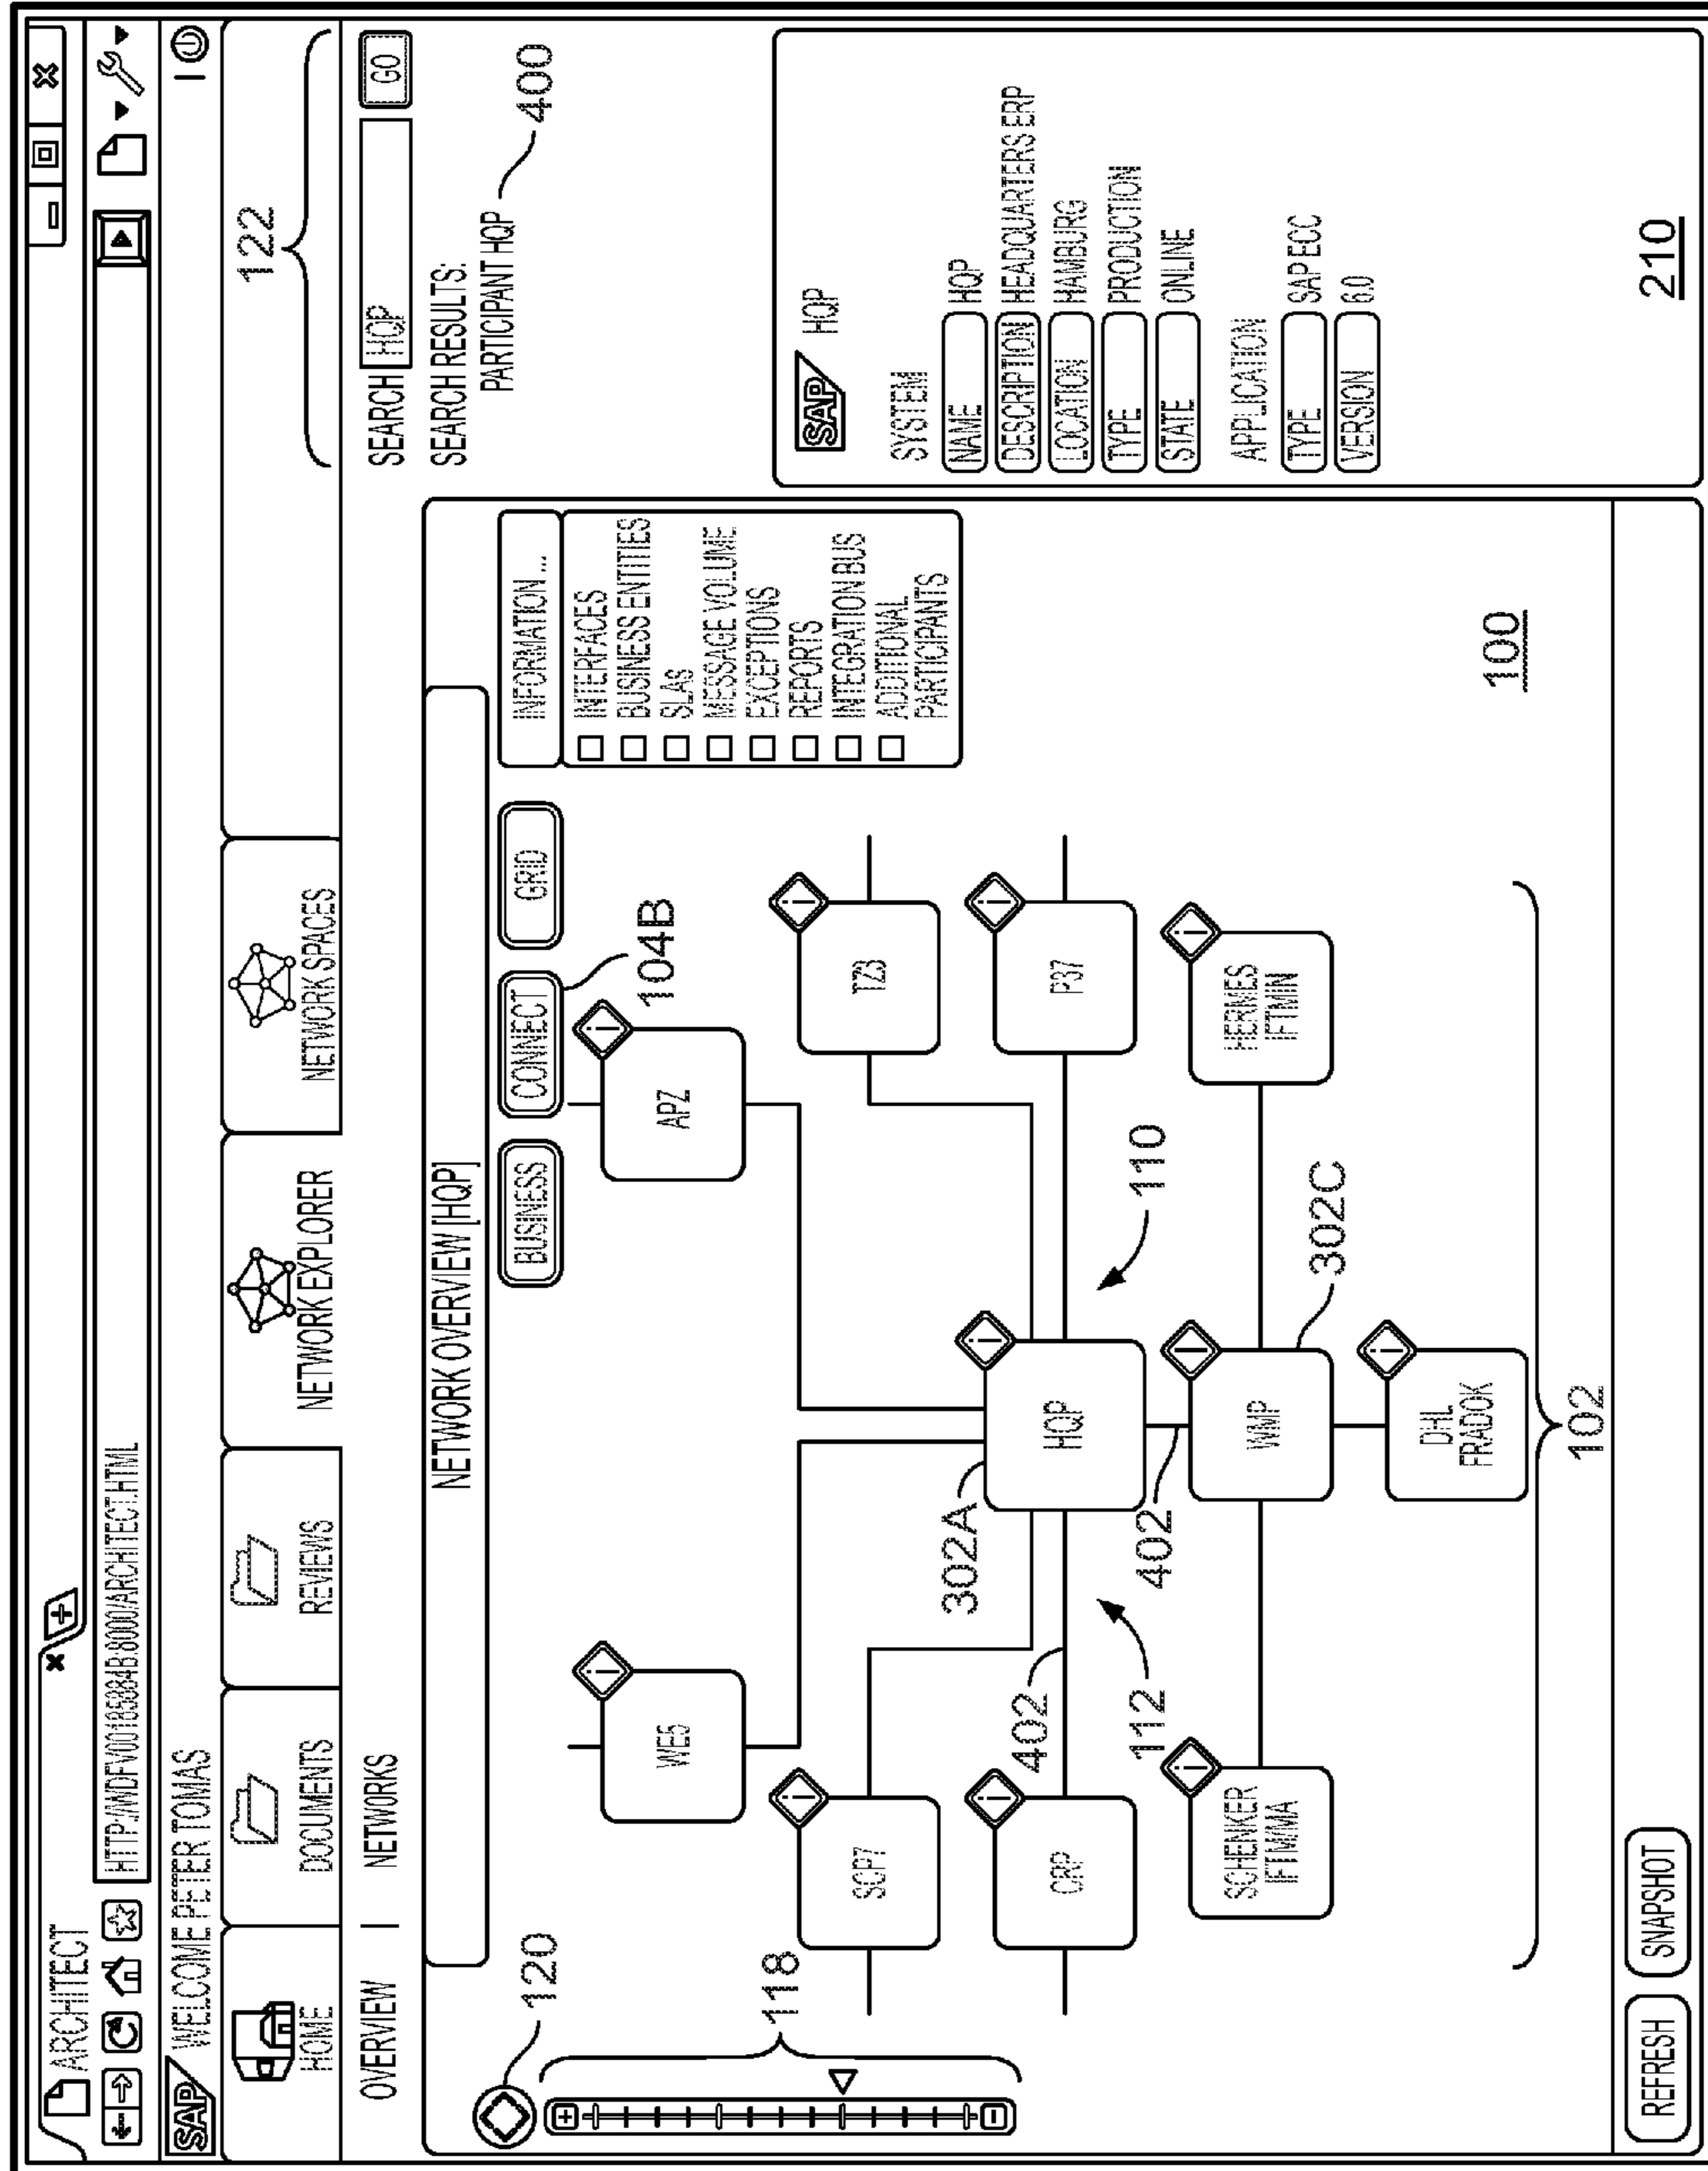 ARCHITECT
HTTP://WDFV0018584B:8000/ARCHITECT.HTML
SAP WELCOME PETER TOMAS
HOME
DOCUMENTS
REVIEWS
NETWORK EXPLORER
NETWORK SPACES
122
OVERVIEW | NETWORKS
SEARCH HQP GO
SEARCH RESULTS:
PARTICIPANT HQP
400
120
118
NETWORK OVERVIEW [HQP]
BUSINESS
CONNECT
GRID
104B
INFORMATION ...
INTERFACES
BUSINESS ENTITIES
SLAS
MESSAGE VOLUME
EXCEPTIONS
REPORTS
INTEGRATION BUS
ADDITIONAL
PARTICIPANTS
WE5
APZ
SCP7
TZ3
302A
HQP
110
CRP
402
112
P37
402
SCHENKER
IFTMMA
WMP
302C
HERMES
IFTMIN
DHL
FRADOK
102
100
SAP HQP
SYSTEM
NAME HQP
DESCRIPTION HEADQUARTERS ERP
LOCATION HAMBURG
TYPE PRODUCTION
STATE ONLINE
APPLICATION
TYPE SAP ECC
VERSION 6.0
210
REFRESH
SNAPSHOT